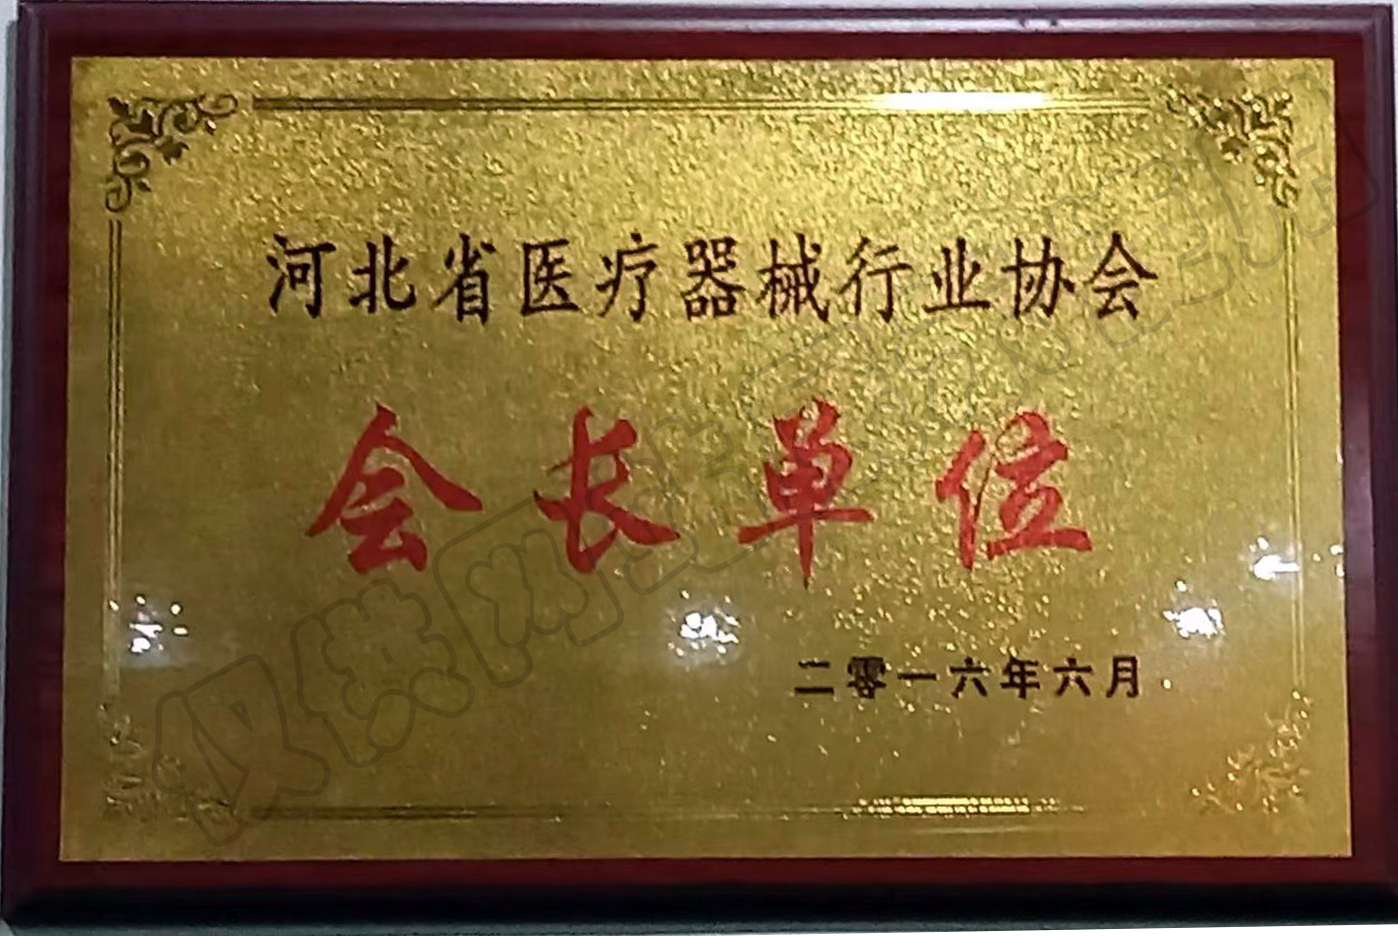 河北省医疗器械行业协会
会长单位
二零一六年六月